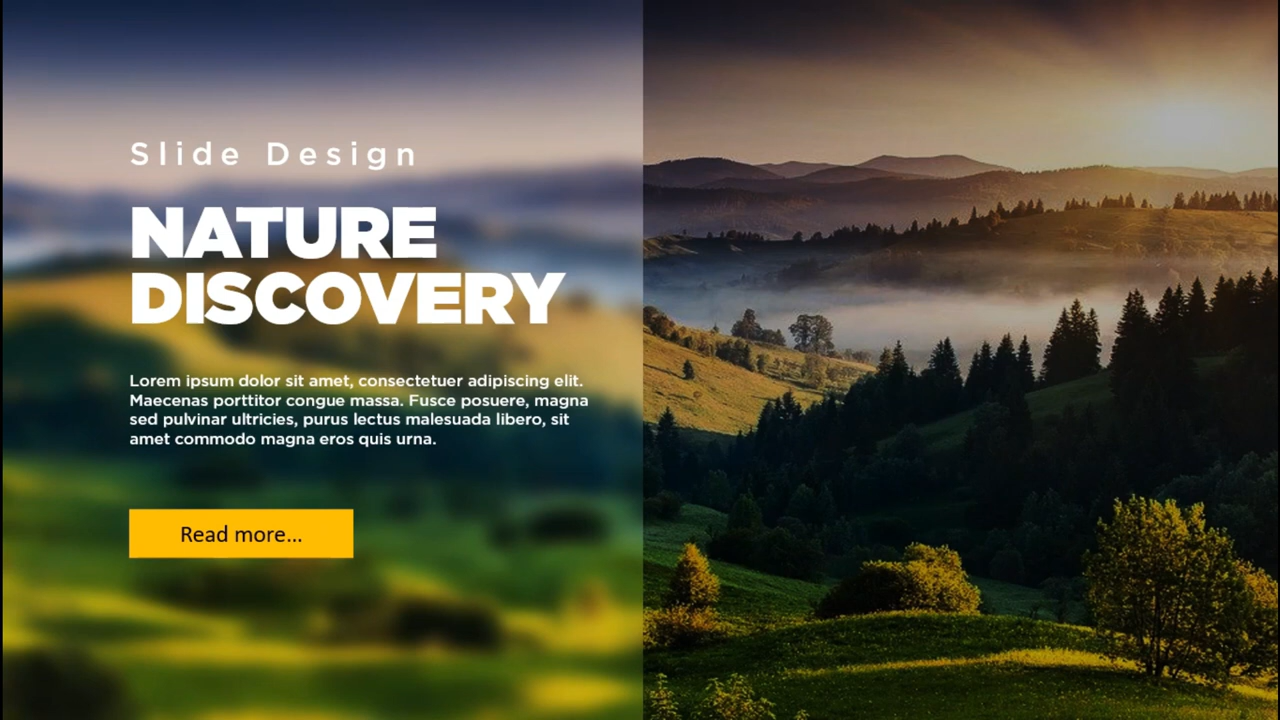 Slide Design
NATURE
DISCOVERY
Lorem ipsum dolor sit amet, consectetuer adipiscing elit.
Maecenas porttitor congue massa. Fusce posuere, magna
sed pulvinar ultricies, purus lectus malesuada libero, sit
amet commodo magna eros quis urna.
Read more...